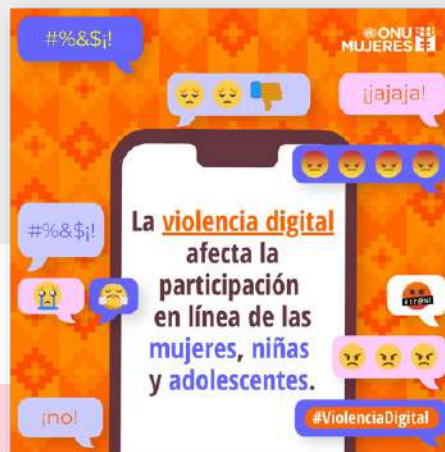 #%&$¡!
ONU
MUJERES
¡jajaja!
#%&$¡!
La violencia digital
afecta la
participación
en línea de las
mujeres, niñas
y adolescentes.
¡no!
#ViolenciaDigital